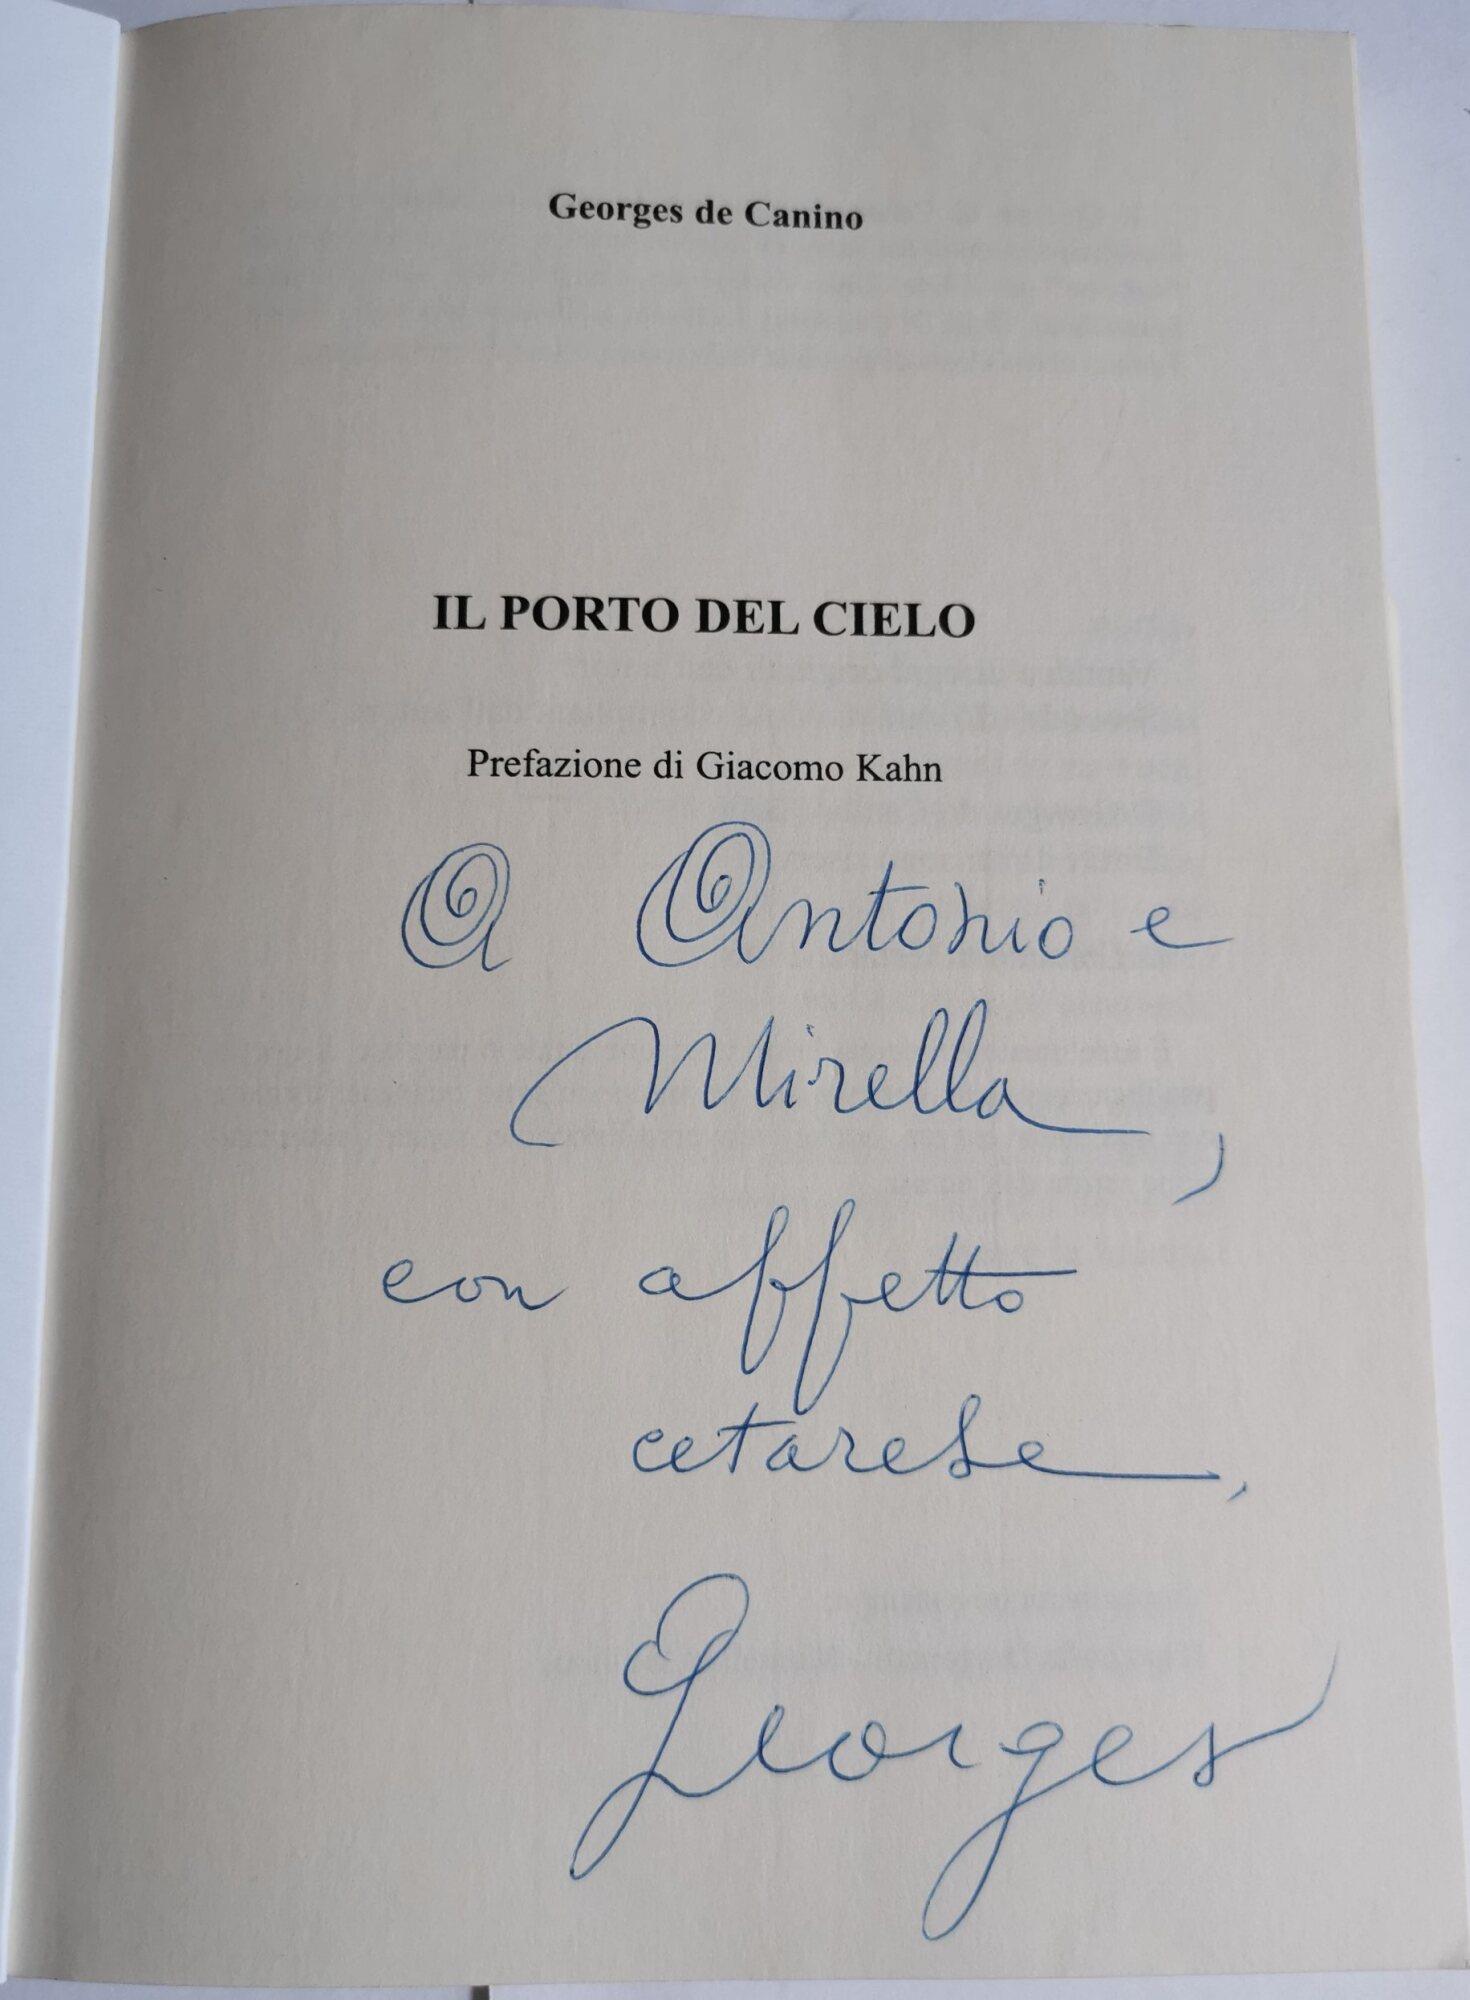 Georges de Canino
IL PORTO DEL CIELO
Prefazione di Giacomo Kahn
A Antonio e
Mirella,
con affetto
cetarese,
Georges